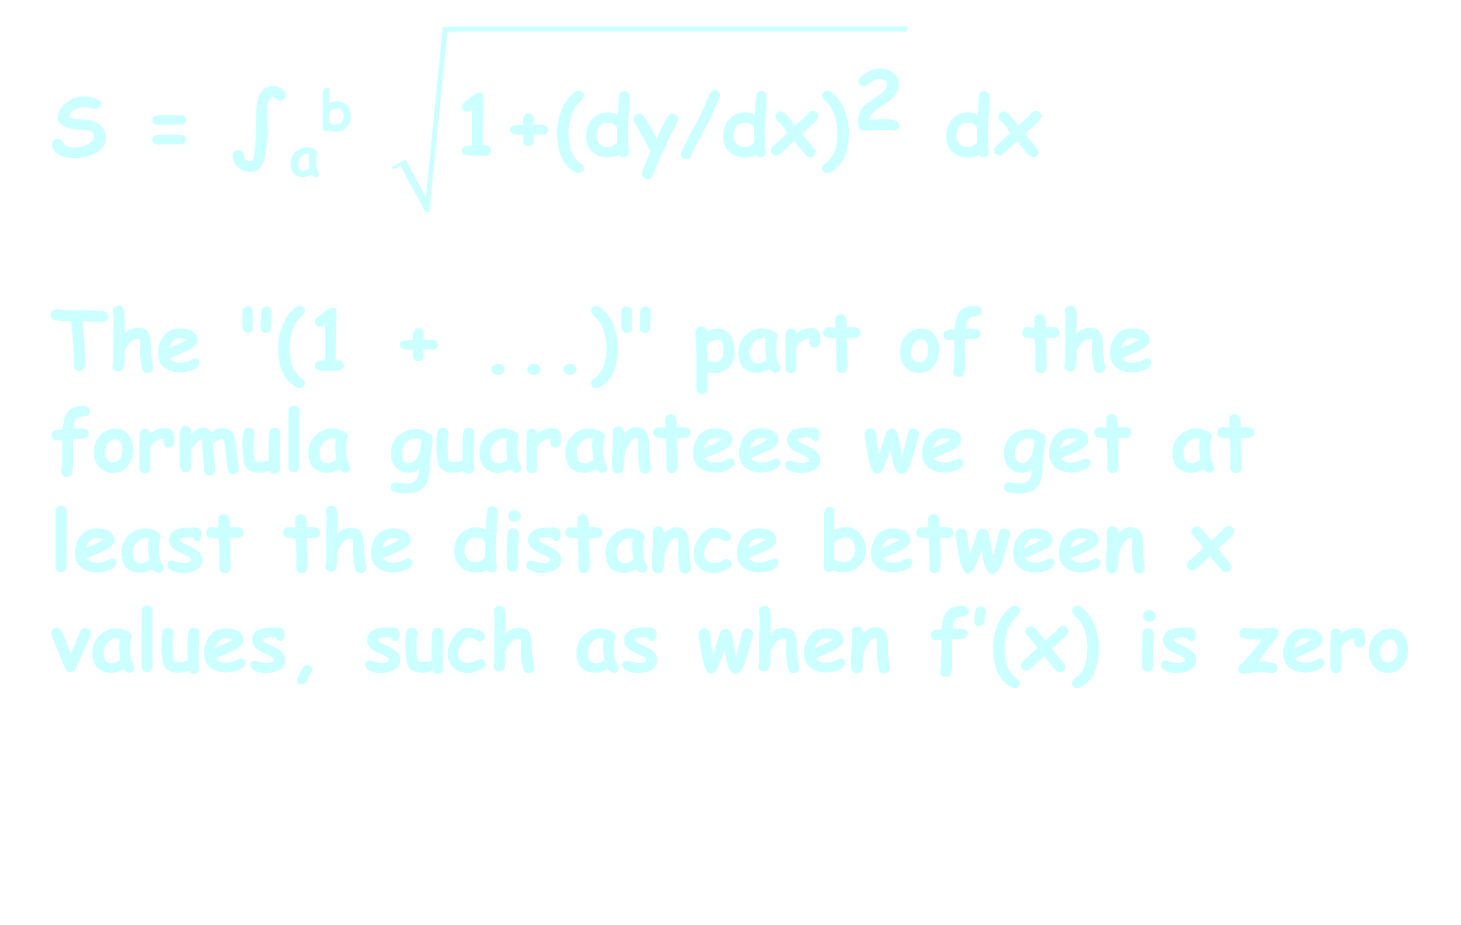 S = ∫ₐᵇ √1+(dy/dx)² dx
The "(1 + ...)" part of the
formula guarantees we get at
least the distance between x
values, such as when f’(x) is zero